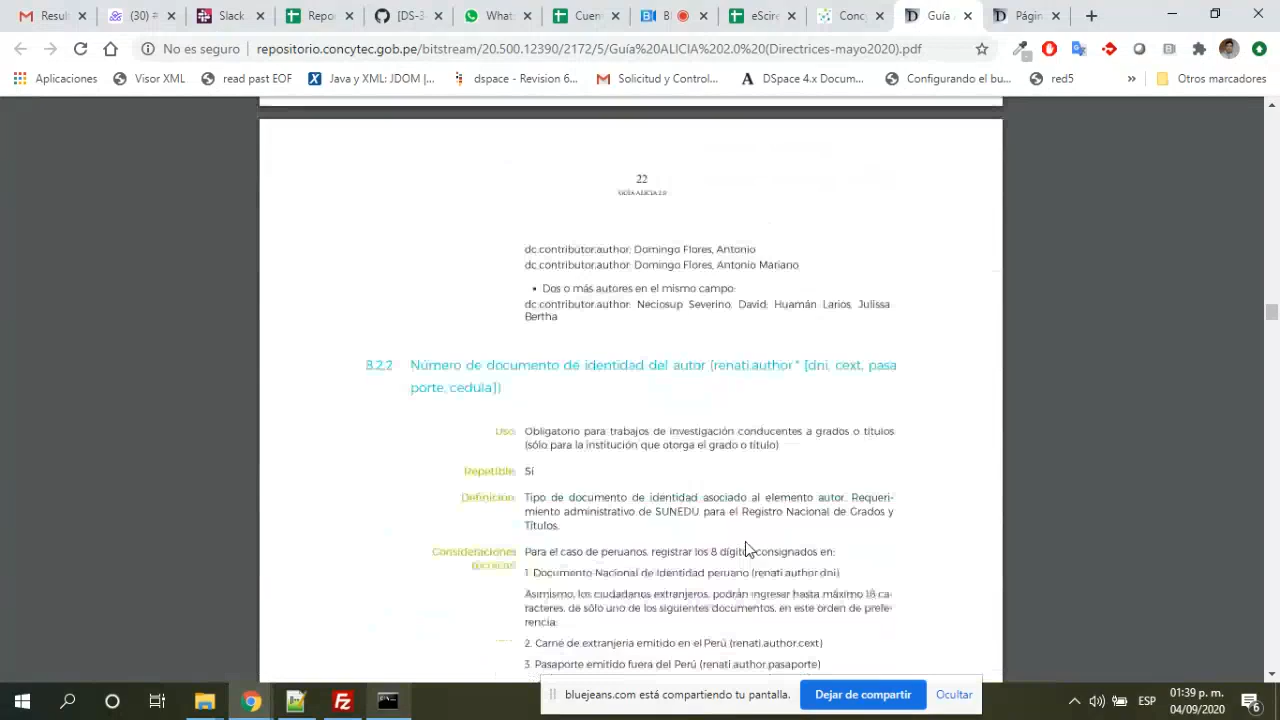 Resul
(30)
Slack
Repo
[DS-3
Whats
Cuen
B
eScire
Conc
Guía
Págin
No es seguro
repositorio.concytec.gob.pe/bitstream/20.500.12390/2172/5/Guía%20ALICIA%202.0%20(Directrices-mayo2020).pdf
Aplicaciones
Visor XML
read past EOF
Java y XML: JDOM |...
dspace - Revision 6...
Solicitud y Control...
DSpace 4.x Docum...
Configurando el bu...
red5
»
Otros marcadores
22
GUÍA ALICIA 2.0
dc.contributor.author: Domingo Flores, Antonio
dc.contributor.author: Domingo Flores, Antonio Mariano
▪ Dos o más autores en el mismo campo:
dc.contributor.author: Neciosup Severino, David; Huamán Larios, Julissa
Bertha
8.2.2 Número de documento de identidad del autor (renati.author.* [dni, cext, pasa
porte, cedula])
Uso: Obligatorio para trabajos de investigación conducentes a grados o títulos
(sólo para la institución que otorga el grado o título)
Repetible: Sí
Definición: Tipo de documento de identidad asociado al elemento autor. Requeri-
miento administrativo de SUNEDU para el Registro Nacional de Grados y
Títulos.
Consideraciones Para el caso de peruanos, registrar los 8 dígitos consignados en:
1. Documento Nacional de Identidad peruano (renati.author.dni)
Asimismo, los ciudadanos extranjeros, podrán ingresar hasta máximo 18 ca-
racteres, de sólo uno de los siguientes documentos, en este orden de prefe-
rencia:
2. Carné de extranjería emitido en el Perú (renati.author.cext)
3. Pasaporte emitido fuera del Perú (renati.author.pasaporte)
bluejeans.com está compartiendo tu pantalla.
Dejar de compartir
Ocultar
ESP
01:39 p. m.
04/09/2020
6